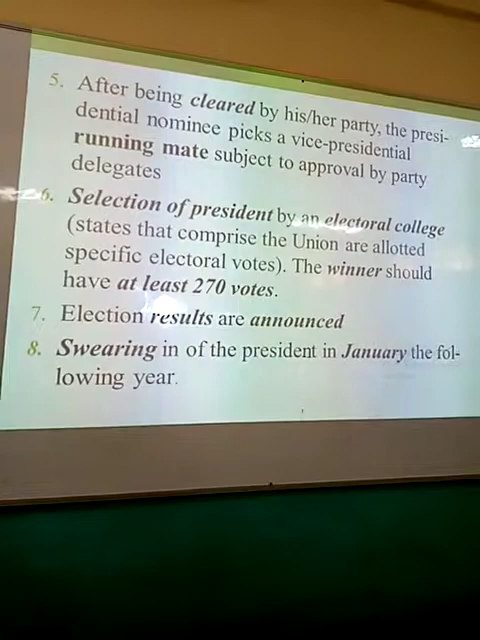 5. After being cleared by his/her party, the presi-
dential nominee picks a vice-presidential
running mate subject to approval by party
delegates
6. Selection of president by an electoral college
(states that comprise the Union are allotted
specific electoral votes). The winner should
have at least 270 votes.
7. Election results are announced
8. Swearing in of the president in January the fol-
lowing year.